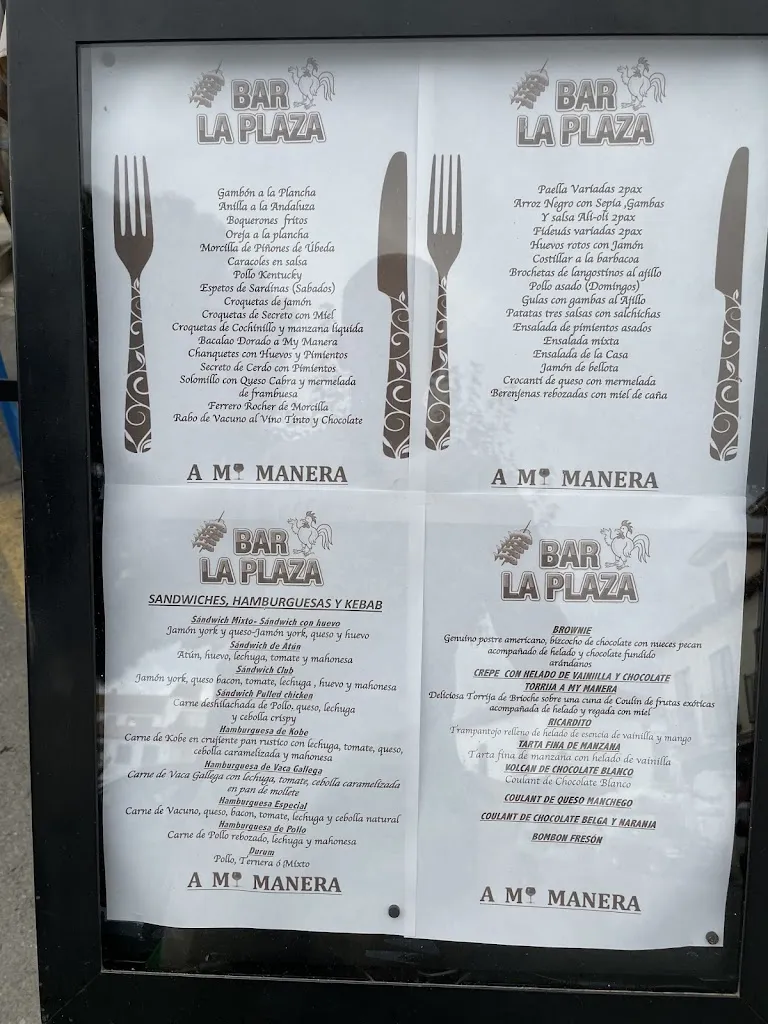 BAR
LA PLAZA
Gambón a la Plancha
Anilla a la Andaluza
Boquerones fritos
Oreja a la plancha
Morcilla de Piñones de Úbeda
Caracoles en salsa
Pollo Kentucky
Espetos de Sardinas (Sabados)
Croquetas de jamón
Croquetas de Secreto con Miel
Croquetas de Cochinillo y manzana líquida
Bacalao Dorado a My Manera
Chanquetes con Huevos y Pimientos
Secreto de Cerdo con Pimientos
Solomillo con Queso Cabra y mermelada
de frambuesa
Ferrero Rocher de Morcilla
Rabo de Vacuno al Vino Tinto y Chocolate
A MI MANERA
BAR
LA PLAZA
Paella Variadas 2pax
Arroz Negro con Sepia ,Gambas
Y salsa Ali-oli 2pax
Fideuds variadas 2pax
Huevos rotos con Jamón
Costillar a la barbacoa
Brochetas de langostinos al ajillo
Pollo asado (Domingos)
Gulas con gambas al Ajillo
Patatas tres salsas con salchichas
Ensalada de pimientos asados
Ensalada mixta
Ensalada de la Casa
Jamón de bellota
Crocanti de queso con mermelada
Berenjenas rebozadas con miel de caña
A MI MANERA
BAR
LA PLAZA
SANDWICHES, HAMBURGUESAS Y KEBAB
Sándwich Mixto- Sándwich con huevo
Jamón york y queso-Jamón york, queso y huevo
Sándwich de Atún
Atún, huevo, lechuga, tomate y mahonesa
Sándwich Club
Jamón york, queso bacon, tomate, lechuga , huevo y mahonesa
Sándwich Pulled chicken
Carne deshilachada de Pollo, queso, lechuga
y cebolla crispy
Hamburguesa de Kobe
Carne de Kobe en crujiente pan rustico con lechuga, tomate, queso,
cebolla caramelizada y mahonesa
Hamburguesa de Vaca Gallega
Carne de Vaca Gallega con lechuga, tomate, cebolla caramelizada
en pan de mollete
Hamburguesa Especial
Carne de Vacuno, queso, bacon, tomate, lechuga y cebolla natural
Hamburguesa de Pollo
Carne de Pollo rebozado, lechuga y mahonesa
Durum
Pollo, Ternera ó Mixto
A MI MANERA
BAR
LA PLAZA
BROWNIE
Genuino postre americano, bizcocho de chocolate con nueces pecan
acompañado de helado y chocolate fundido
arándanos
CREPE CON HELADO DE VAINIILLA Y CHOCOLATE
TORRIJA A MY MANERA
Deliciosa Torrija de Brioche sobre una cuna de Coulin de frutas exóticas
acompañada de helado y regada con miel
RICARDITO
Trampantojo relleno de helado de esencia de vainilla y mango
TARTA FINA DE MANZANA
Tarta fina de manzana con helado de vainilla
VOLCAN DE CHOCOLATE BLANCO
Coulant de Chocolate Blanco
COULANT DE QUESO MANCHEGO
COULANT DE CHOCOLATE BELGA Y NARANJA
BOMBON FRESÓN
A MI MANERA